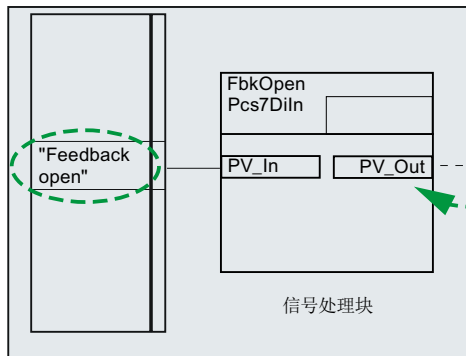 FbkOpen
Pcs7DiIn
"Feedback
open"
PV_In
PV_Out
信号处理块